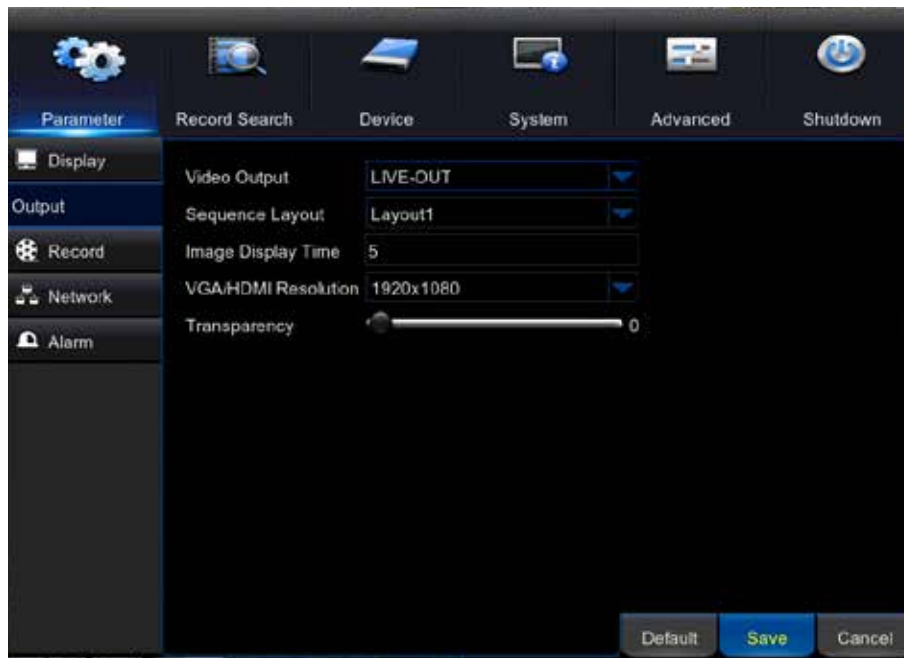 Parameter Record Search Device System Advanced Shutdown
Display
Output
Record
Network
Alarm
Video Output LIVE-OUT
Sequence Layout Layout1
Image Display Time 5
VGA/HDMI Resolution 1920x1080
Transparency 0
Default Save Cancel